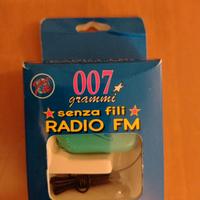 007
grammi
senza fili
RADIO FM